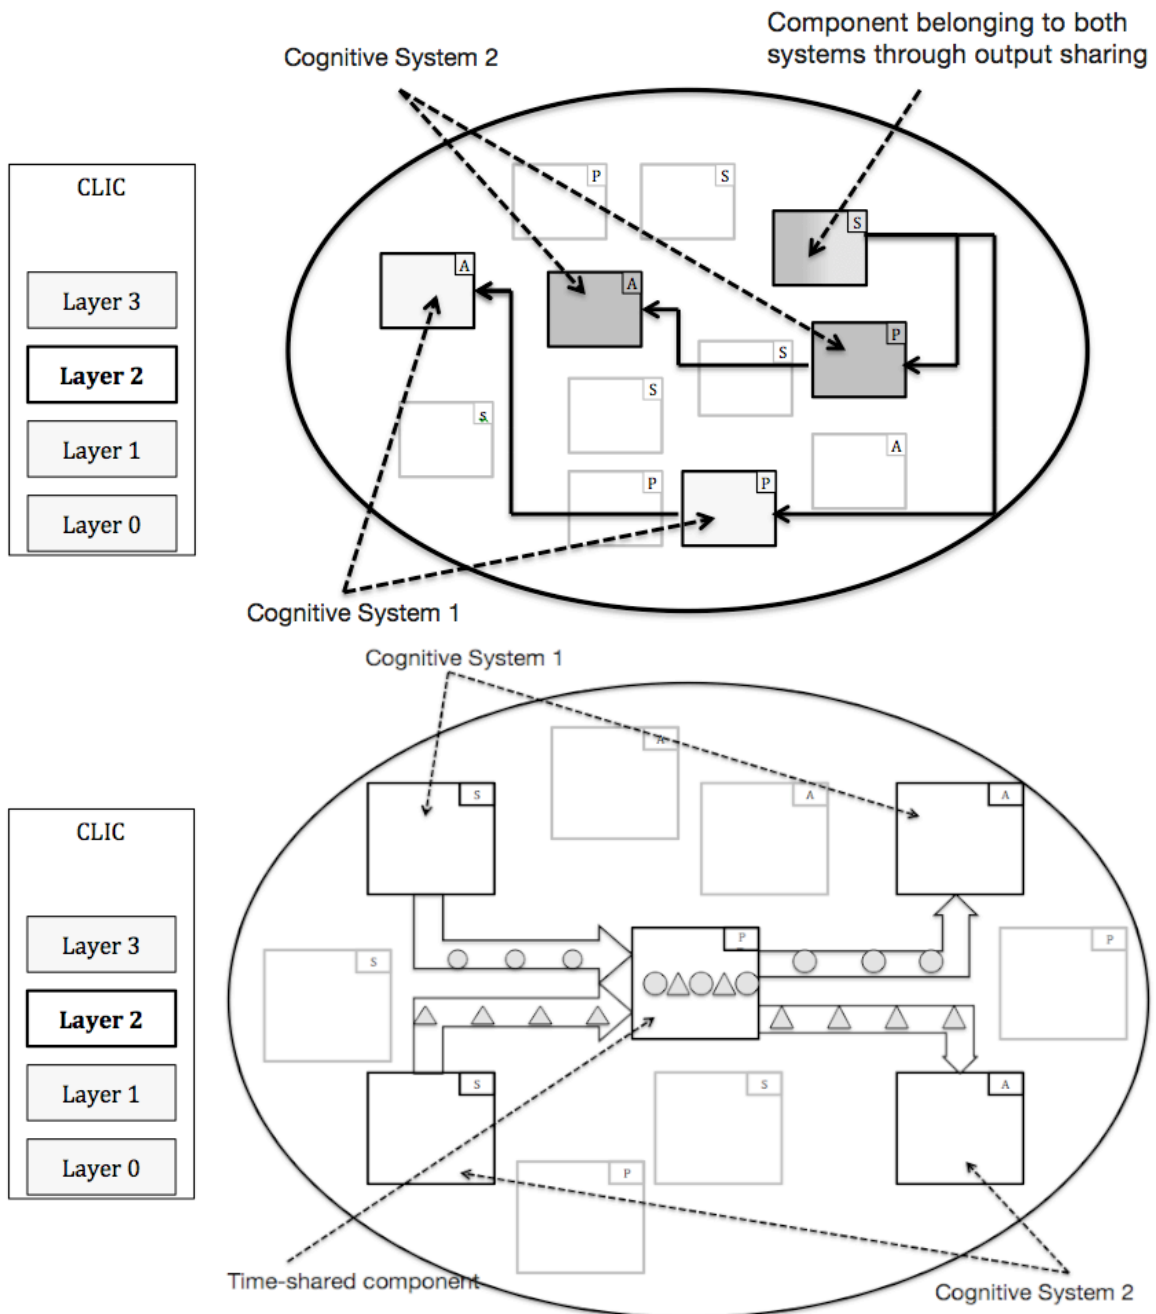 Component belonging to both
systems through output sharing
Cognitive System 2
CLIC
Layer 3
Layer 2
Layer 1
Layer 0
P
S
S
A
A
P
S
S
s
A
P
P
Cognitive System 1
Cognitive System 1
CLIC
Layer 3
Layer 2
Layer 1
Layer 0
A
S
A
A
P
P
S
S
S
A
P
Time-shared component
Cognitive System 2